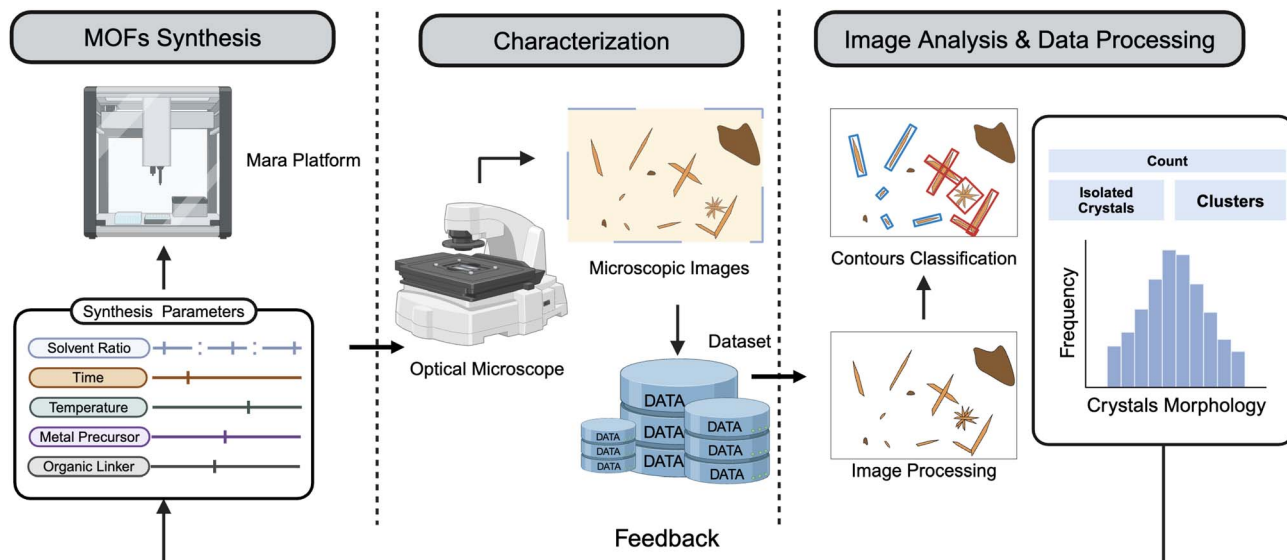 MOFs Synthesis
Mara Platform
Synthesis Parameters
Solvent Ratio
: :
Time
Temperature
Metal Precursor
Organic Linker
Characterization
Microscopic Images
Optical Microscope
Dataset
DATA
DATA
DATA
DATA
DATA
DATA
DATA
DATA
DATA
Feedback
Image Analysis & Data Processing
Contours Classification
Image Processing
Count
Isolated
Crystals
Clusters
Frequency
Crystals Morphology